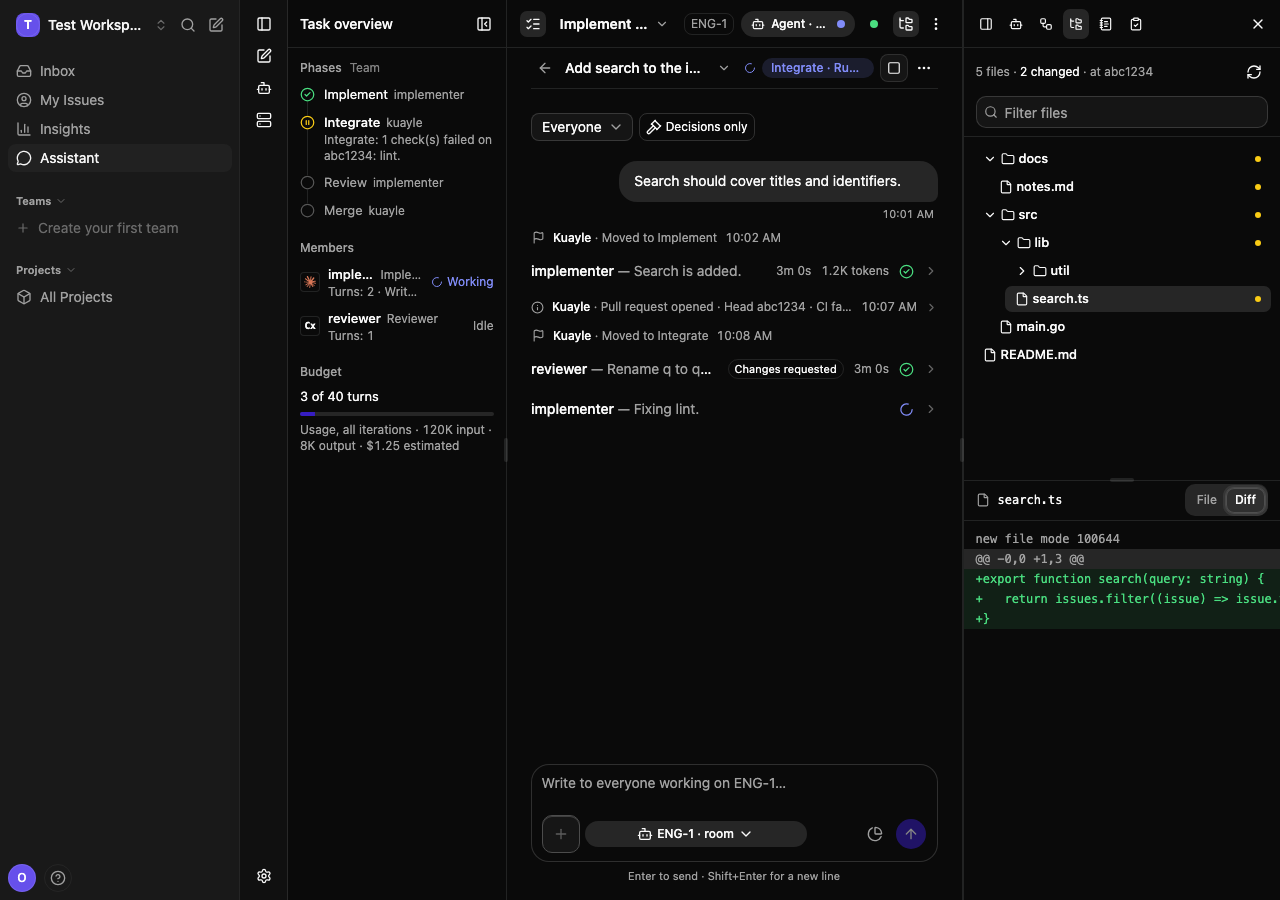 T
Test Worksp...
Inbox
My Issues
Insights
Assistant
Teams
Create your first team
Projects
All Projects
O
Task overview
Phases Team
Implement implementer
Integrate kuayle
Integrate: 1 check(s) failed on
abc1234: lint.
Review implementer
Merge kuayle
Members
imple... Imple...
Working
Turns: 2 · Writ...
Cx
reviewer Reviewer
Idle
Turns: 1
Budget
3 of 40 turns
Usage, all iterations · 120K input ·
8K output · $1.25 estimated
Implement ...
ENG-1
Agent · ...
Add search to the i...
Integrate · Ru...
Everyone
Decisions only
Search should cover titles and identifiers.
10:01 AM
Kuayle · Moved to Implement 10:02 AM
implementer — Search is added. 3m 0s 1.2K tokens
Kuayle · Pull request opened · Head abc1234 · CI fa... 10:07 AM
Kuayle · Moved to Integrate 10:08 AM
reviewer — Rename q to q... Changes requested 3m 0s
implementer — Fixing lint.
Write to everyone working on ENG-1...
ENG-1 · room
Enter to send · Shift+Enter for a new line
5 files · 2 changed · at abc1234
Filter files
docs
notes.md
src
lib
util
search.ts
main.go
README.md
search.ts
File Diff
new file mode 100644
@@ -0,0 +1,3 @@
+export function search(query: string) {
+   return issues.filter((issue) => issue.
+}